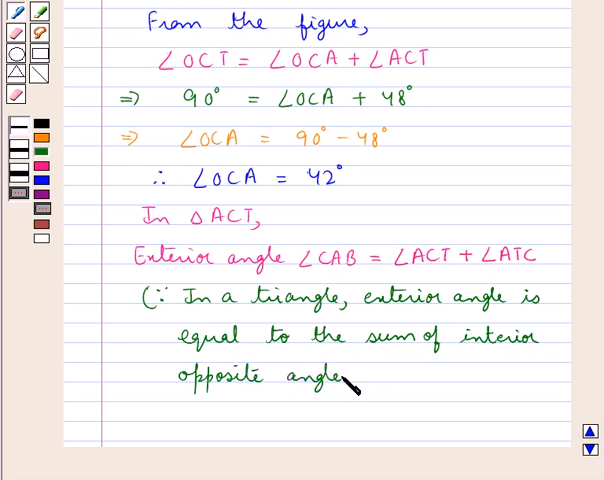 From the figure,
∠OCT = ∠OCA + ∠ACT
⇒ 90° = ∠OCA + 48°
⇒ ∠OCA = 90° - 48°
∴ ∠OCA = 42°
In △ACT,
Exterior angle ∠CAB = ∠ACT + ∠ATC
(∵ In a triangle, exterior angle is
equal to the sum of interior
opposite angle